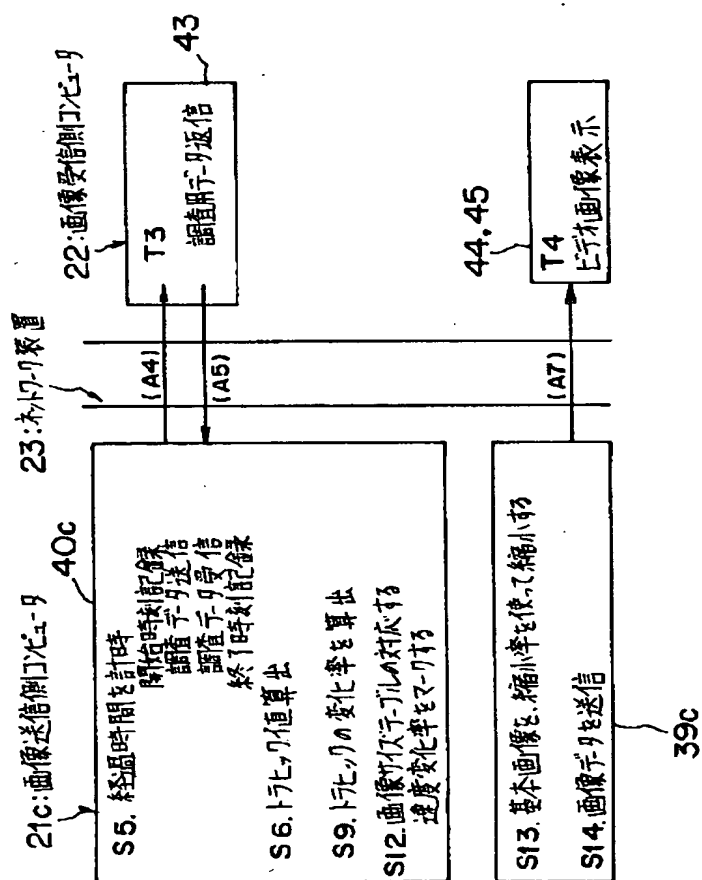 21c:画像送信側コンピュータ
40c
S5. 経過時間を計時
開始時刻記録
調査データ送信
調査データ受信
終了時刻記録
S6. トラヒック値算出
S9. トラヒックの変化率を算出
S12. 画像サイズテーブルの対応する
速度変化率をマークする
23:ネットワーク装置
(A4)
(A5)
22:画像受信側コンピュータ
43
T3
調査用データ返信
S13. 基本画像を、縮小率を使って縮小する
S14. 画像データを送信
39c
(A7)
44,45
T4
ビデオ画像表示